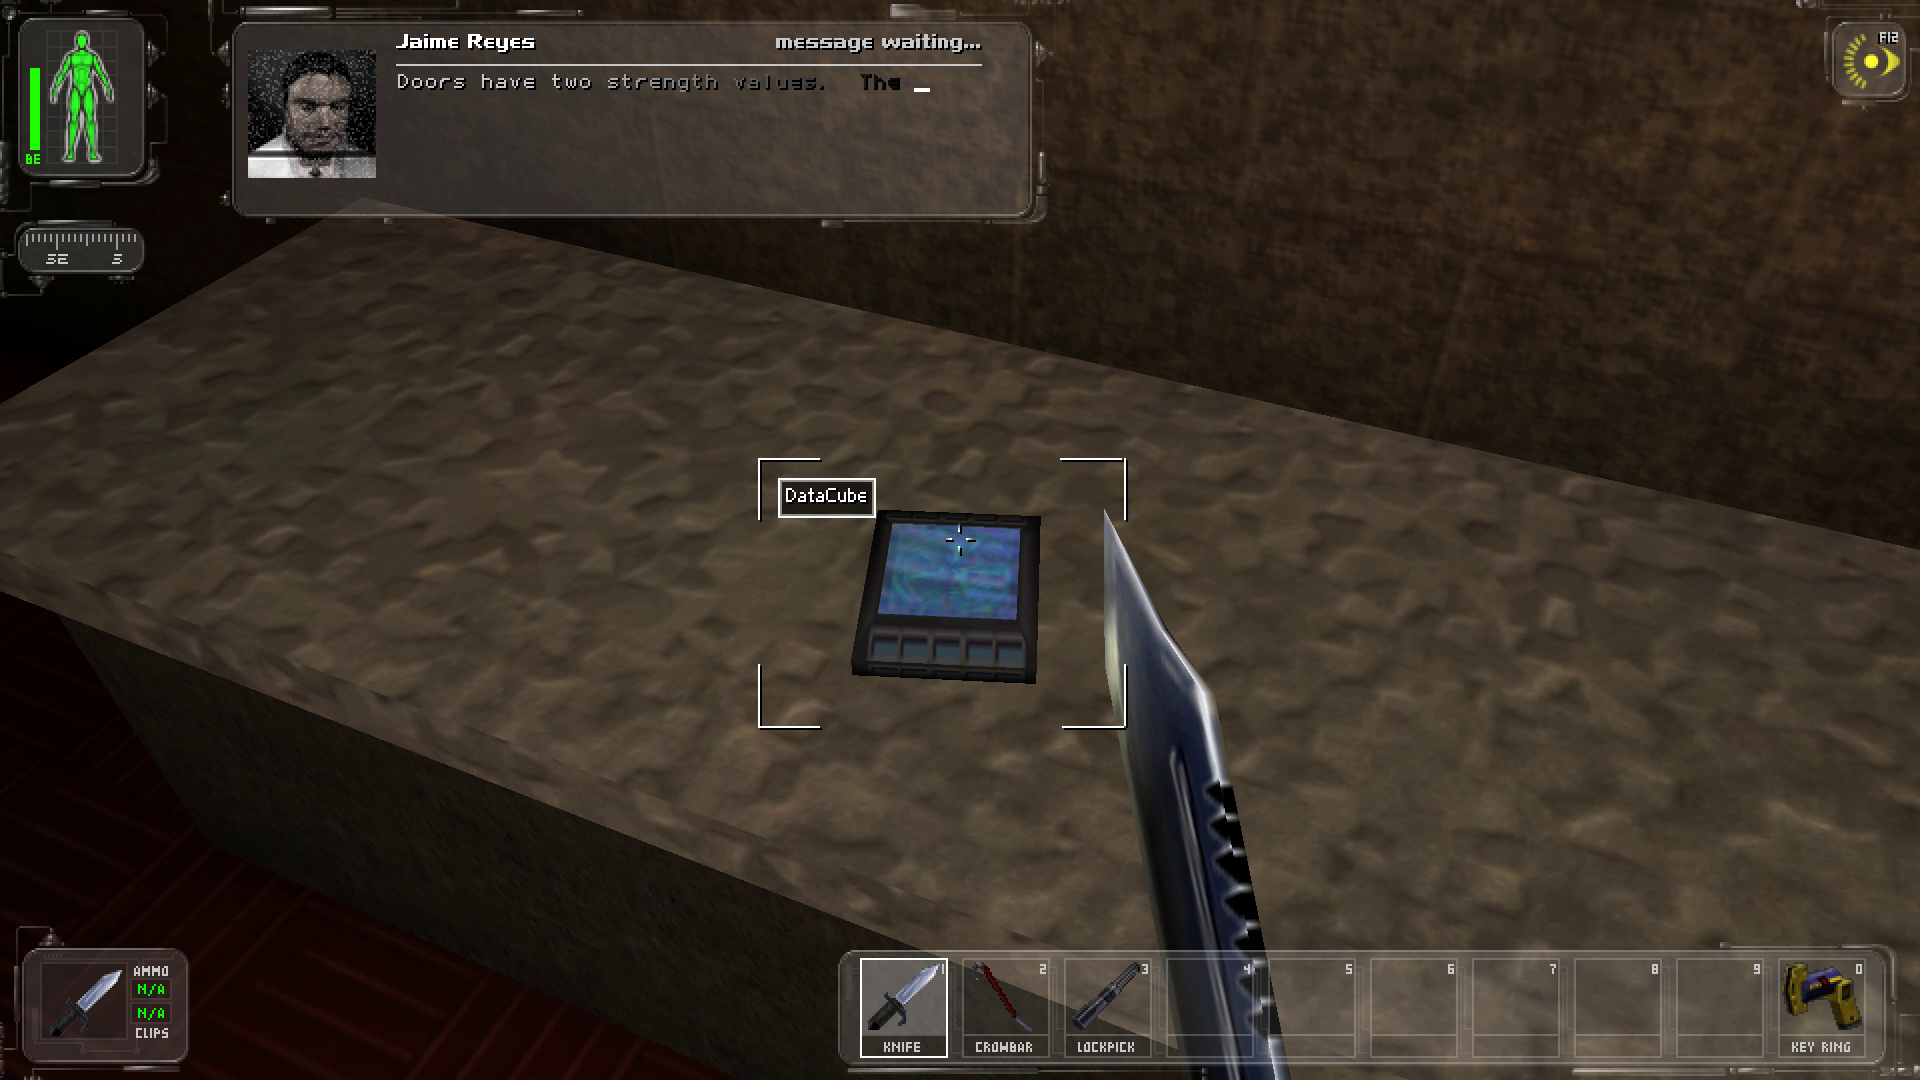 Jaime Reyes
message waiting...
Doors have two strength values. The
F12
BE
SE S
DataCube
AMMO
N/A
N/A
CLIPS
1
2
3
4
5
6
7
8
9
0
KNIFE
CROWBAR
LOCKPICK
KEY RING